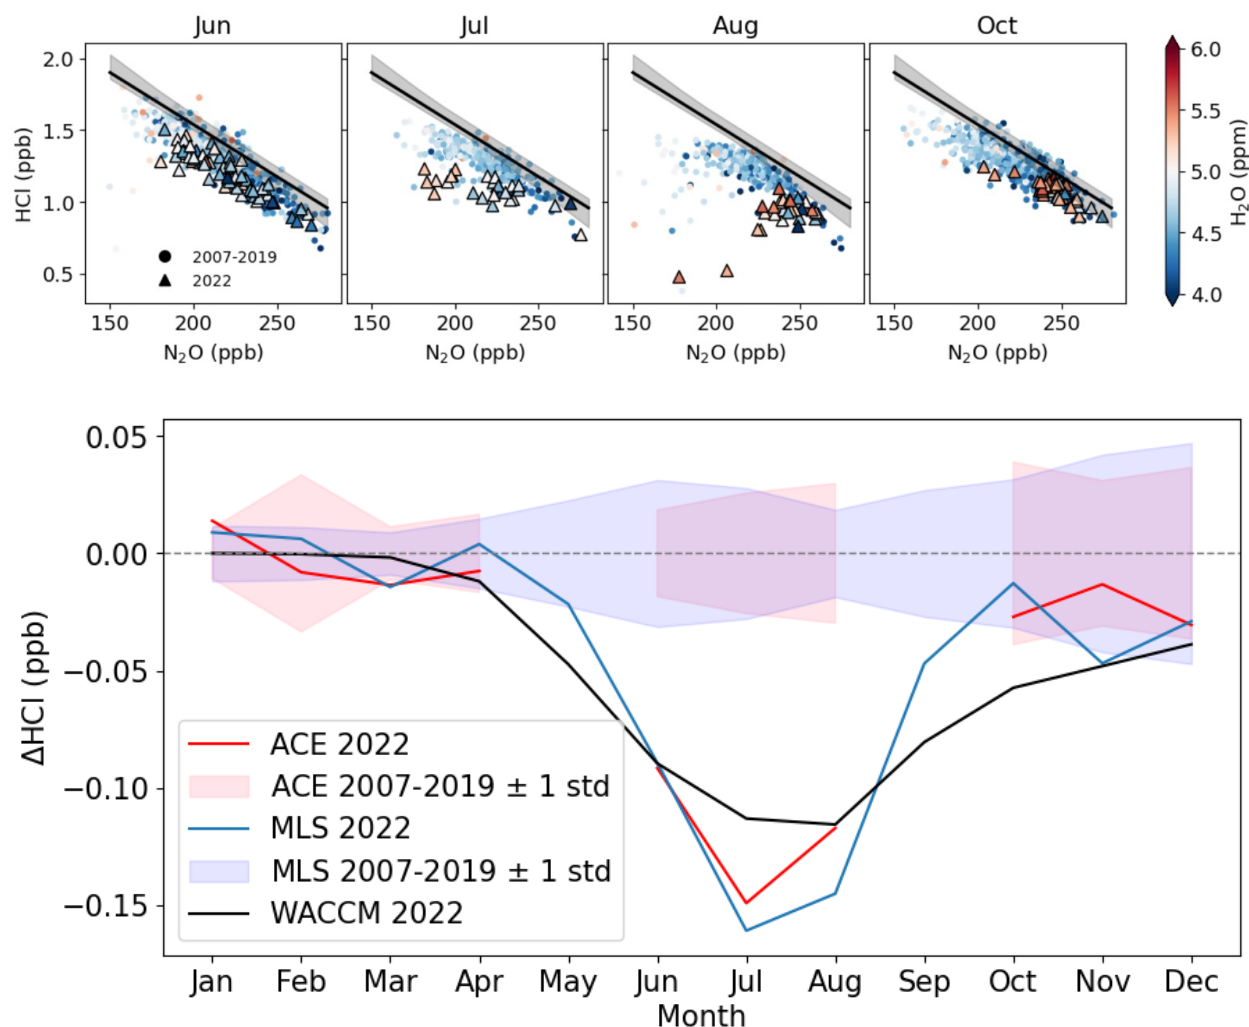 Jun Jul Aug Oct
HCl (ppb)
2.0
1.5
1.0
0.5
2007-2019
2022
150 200 250 150 200 250 150 200 250 150 200 250
N₂O (ppb) N₂O (ppb) N₂O (ppb) N₂O (ppb)
6.0
5.5
5.0
4.5
4.0
H₂O (ppm)
ΔHCl (ppb)
0.05
0.00
−0.05
−0.10
−0.15
ACE 2022
ACE 2007-2019 ± 1 std
MLS 2022
MLS 2007-2019 ± 1 std
WACCM 2022
Jan Feb Mar Apr May Jun Jul Aug Sep Oct Nov Dec
Month